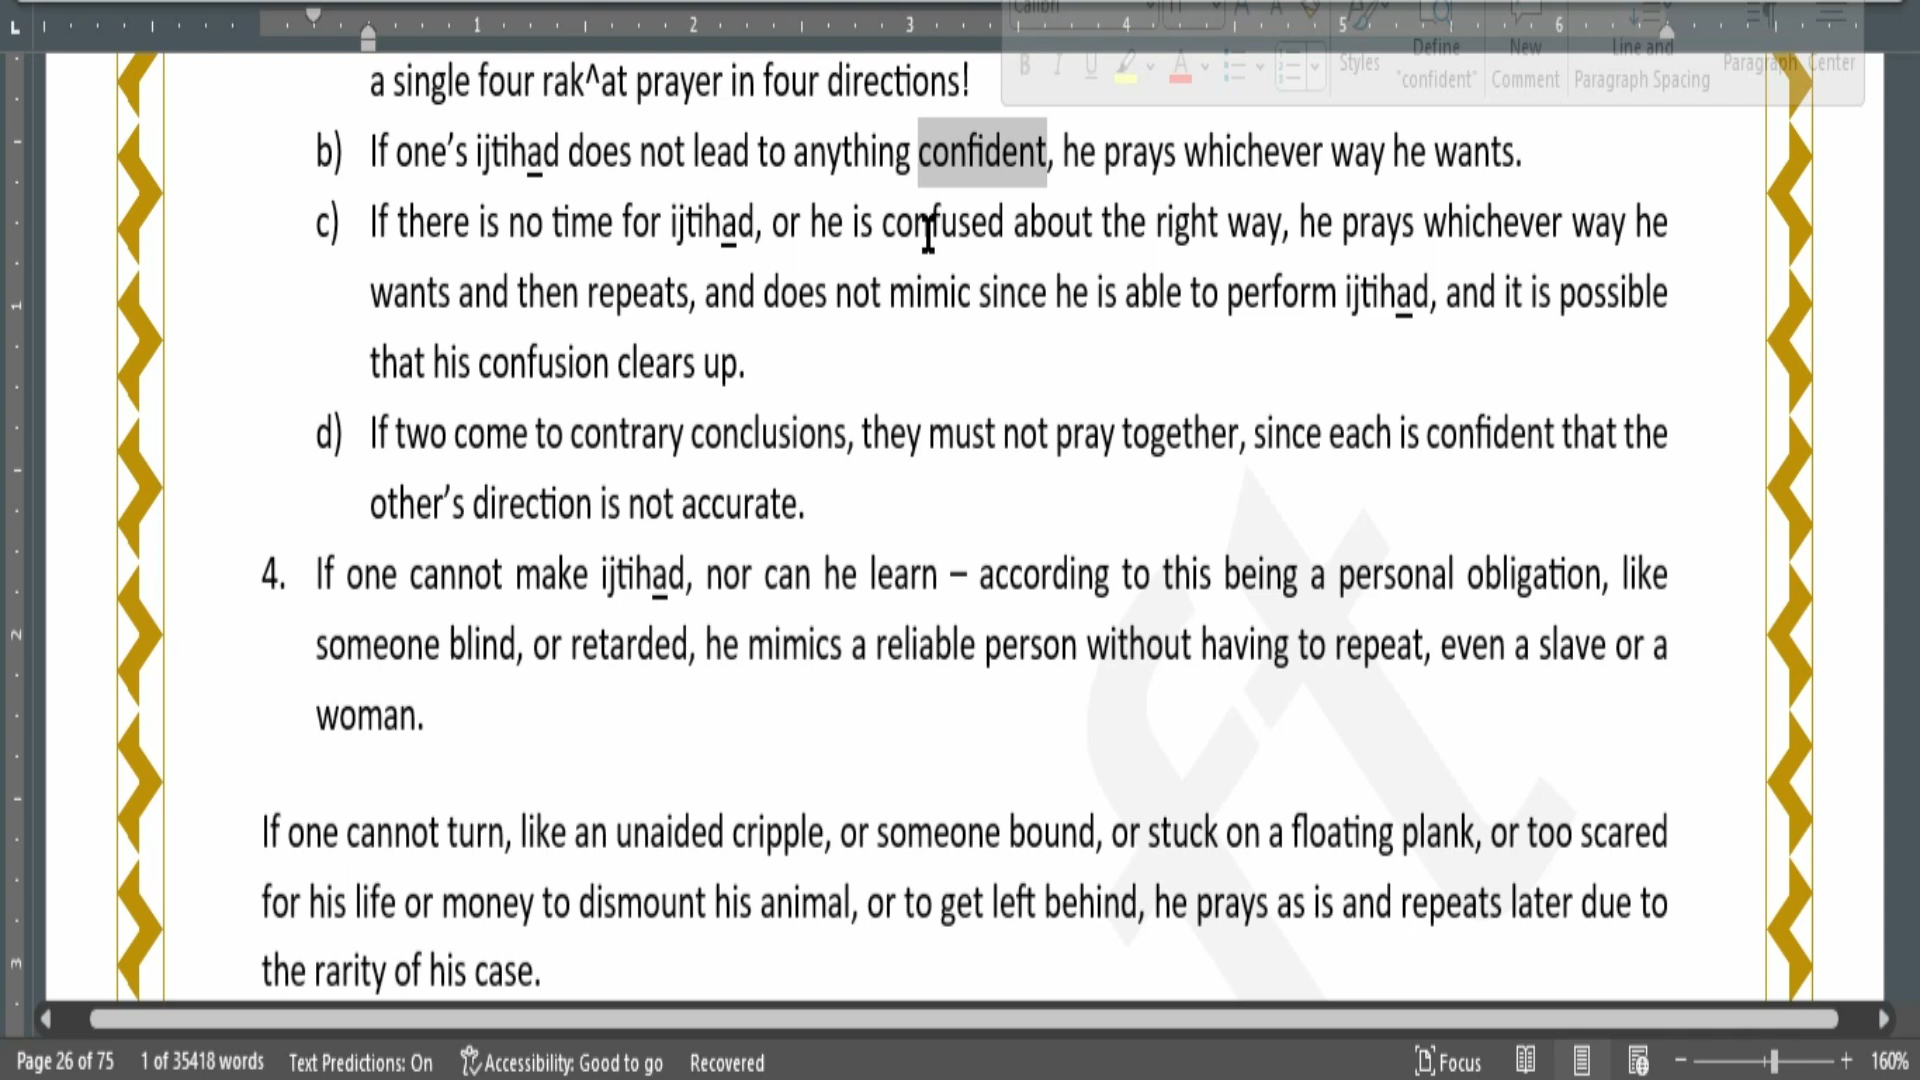 1 2 3 4 5 6
Calibri 11 A A
B I U A Styles Define "confident" New Comment Line and Paragraph Spacing Paragraph Center
a single four rak^at prayer in four directions!
b) If one’s ijtihad does not lead to anything confident, he prays whichever way he wants.
c) If there is no time for ijtihad, or he is confused about the right way, he prays whichever way he
wants and then repeats, and does not mimic since he is able to perform ijtihad, and it is possible
that his confusion clears up.
d) If two come to contrary conclusions, they must not pray together, since each is confident that the
other’s direction is not accurate.
4. If one cannot make ijtihad, nor can he learn – according to this being a personal obligation, like
someone blind, or retarded, he mimics a reliable person without having to repeat, even a slave or a
woman.
If one cannot turn, like an unaided cripple, or someone bound, or stuck on a floating plank, or too scared
for his life or money to dismount his animal, or to get left behind, he prays as is and repeats later due to
the rarity of his case.
Page 26 of 75 1 of 35418 words Text Predictions: On Accessibility: Good to go Recovered Focus 160%